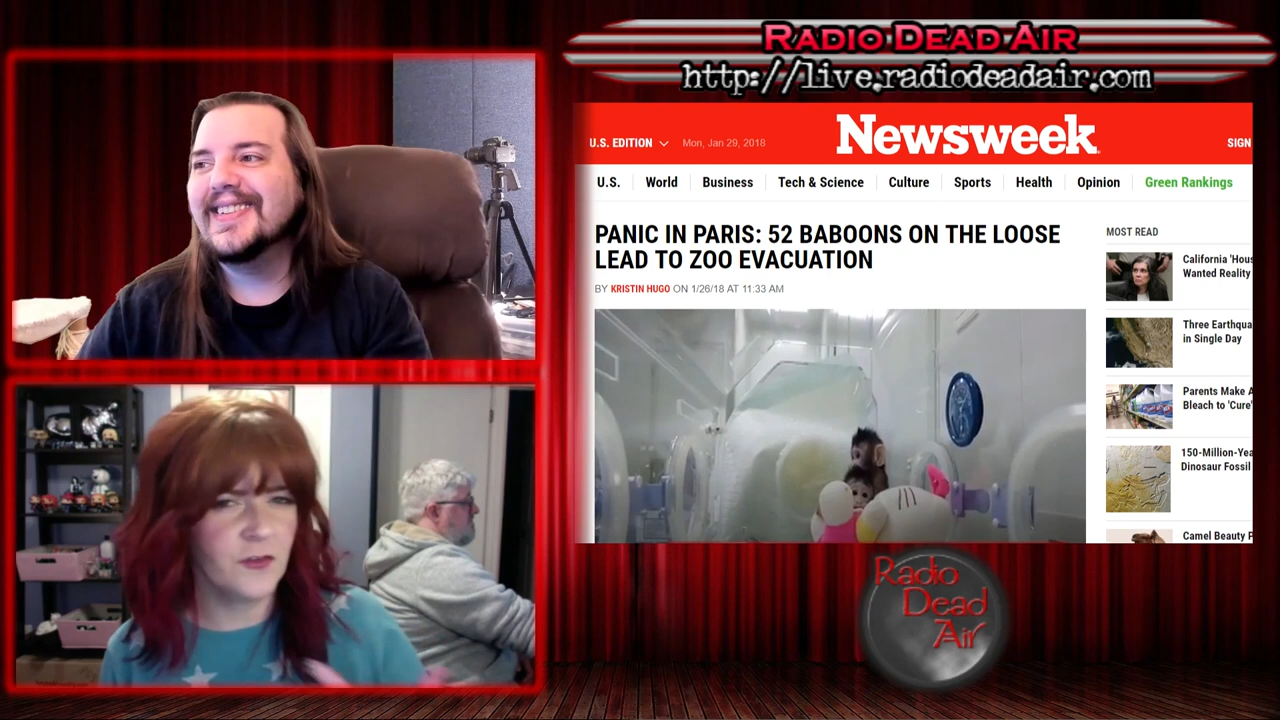 RADIO DEAD AIR
http://live.radiodeadair.com
U.S. EDITION
Mon, Jan 29, 2018
Newsweek
SIGN
U.S.
World
Business
Tech & Science
Culture
Sports
Health
Opinion
Green Rankings
PANIC IN PARIS: 52 BABOONS ON THE LOOSE
LEAD TO ZOO EVACUATION
BY KRISTIN HUGO ON 1/26/18 AT 11:33 AM
MOST READ
California 'Hous
Wanted Reality
Three Earthqua
in Single Day
Parents Make A
Bleach to 'Cure'
150-Million-Yea
Dinosaur Fossil
Camel Beauty P
Radio
Dead
Air